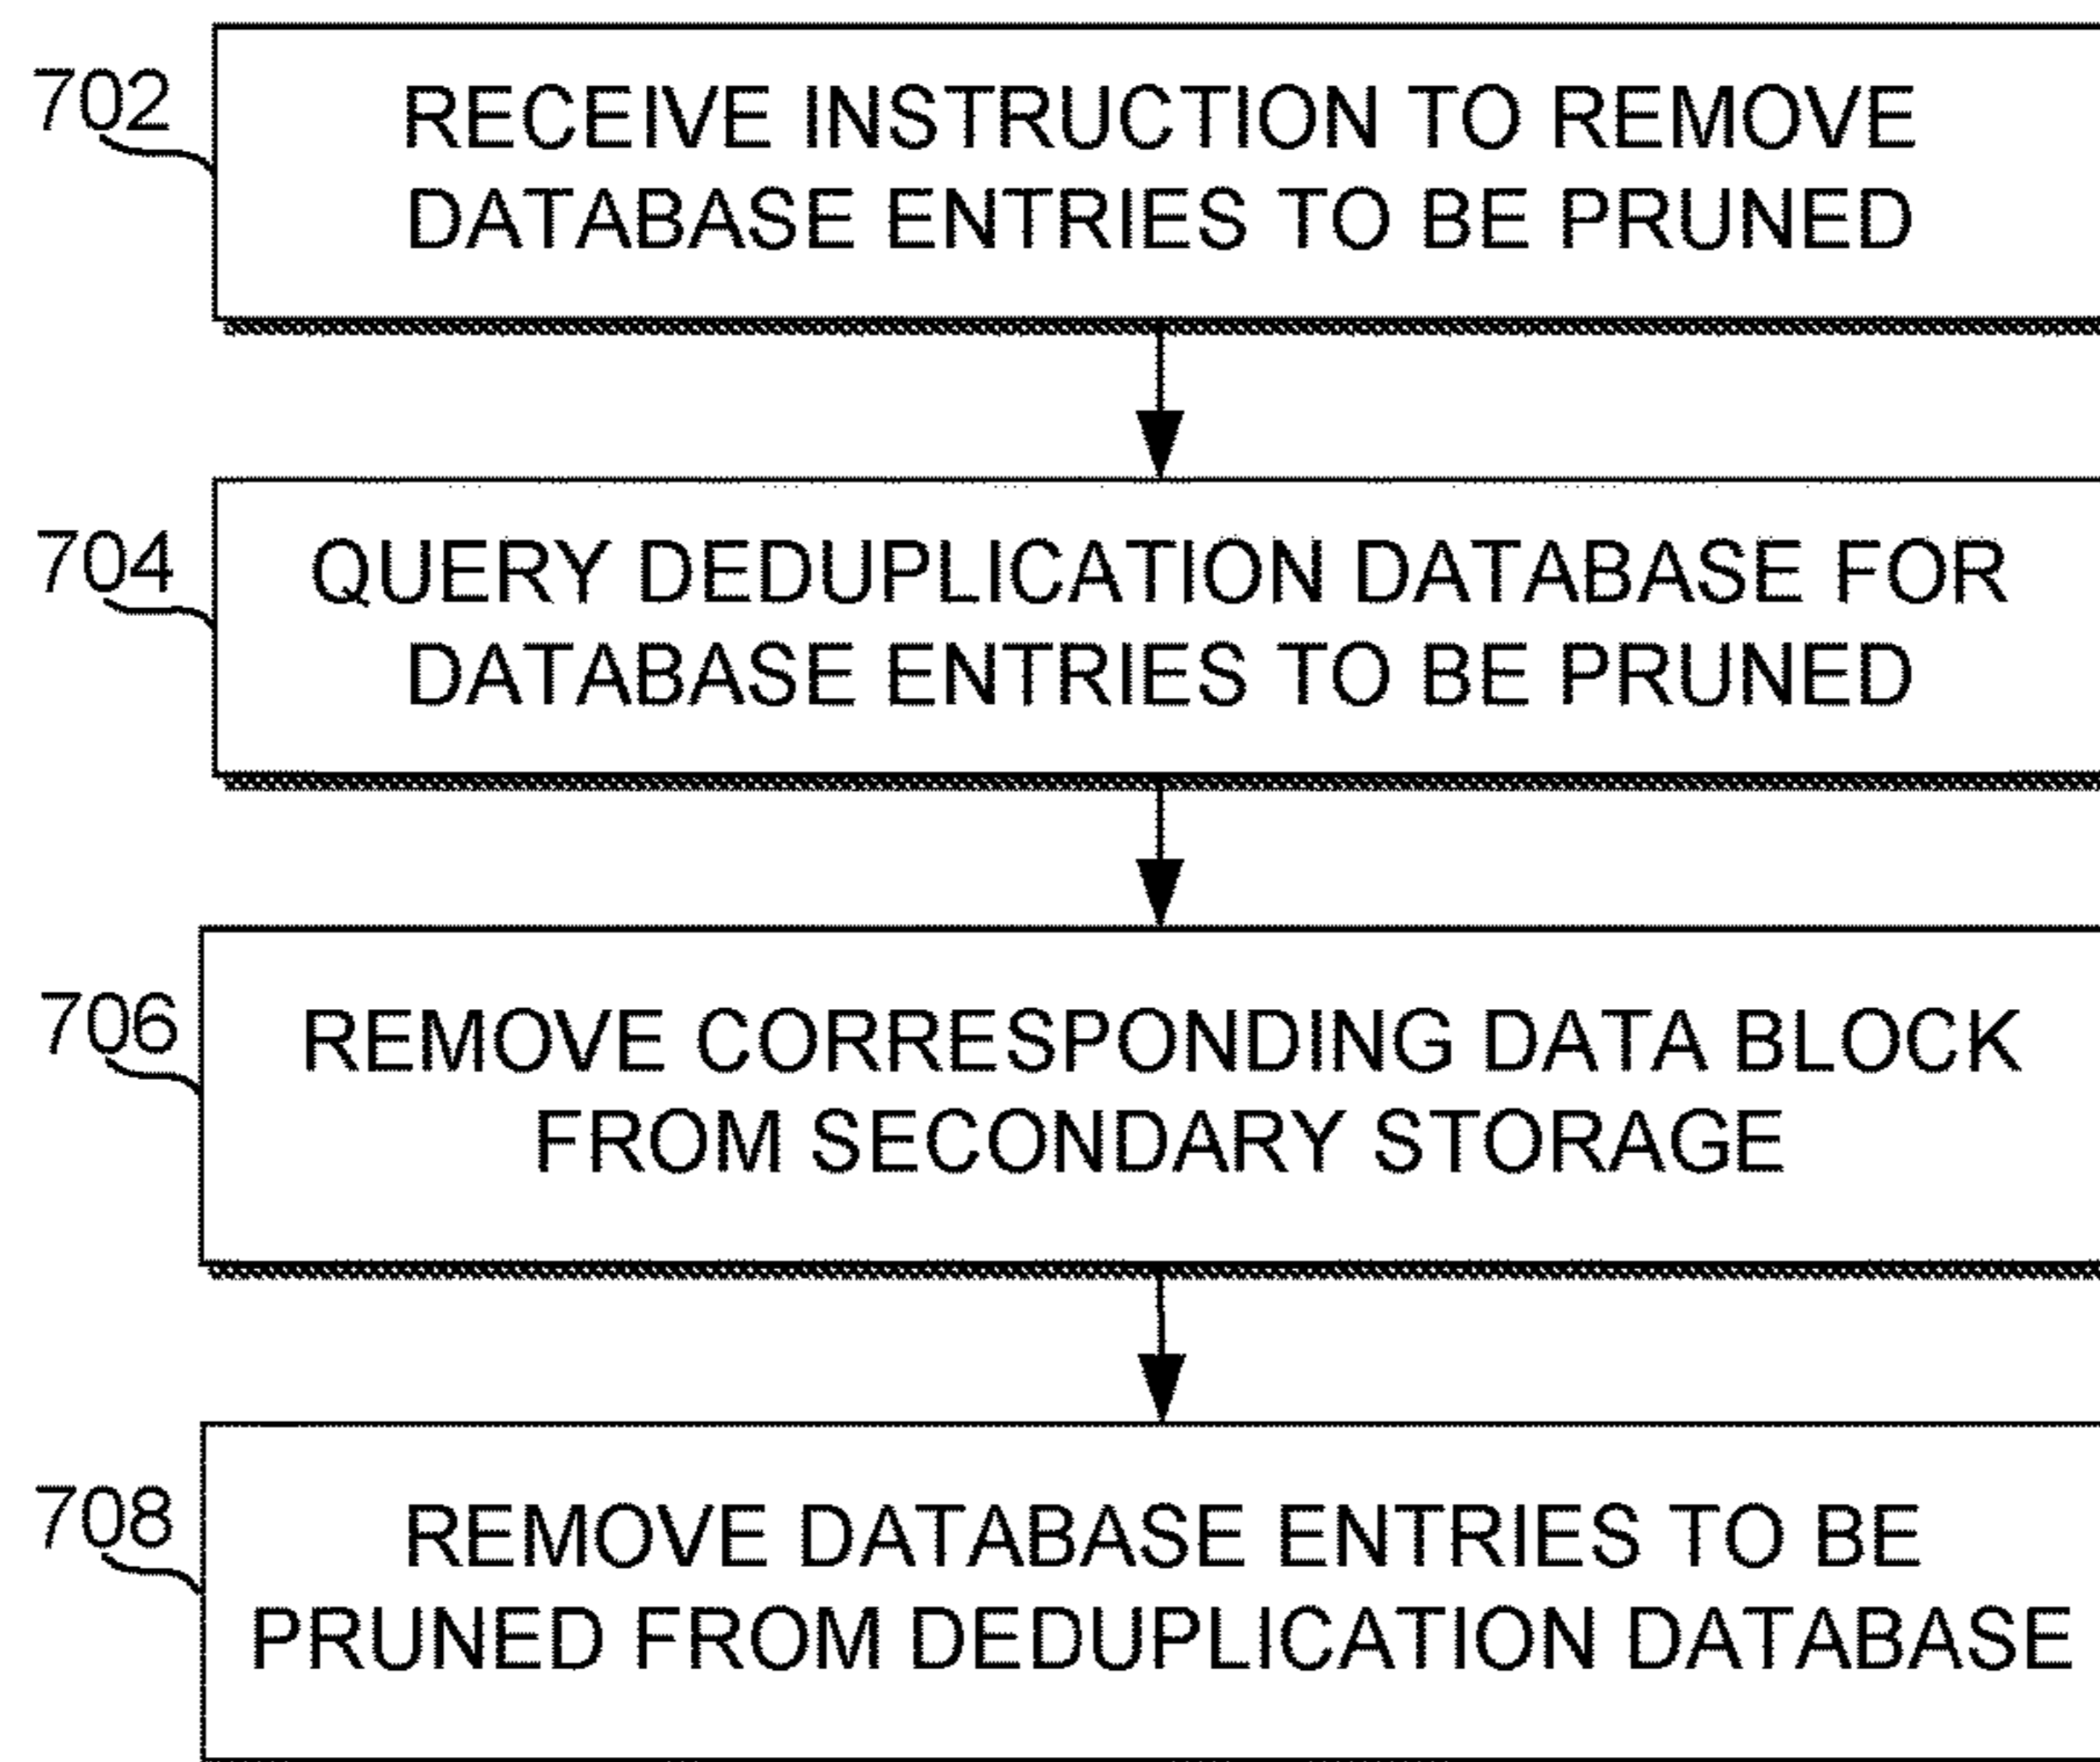 702
RECEIVE INSTRUCTION TO REMOVE
DATABASE ENTRIES TO BE PRUNED
704
QUERY DEDUPLICATION DATABASE FOR
DATABASE ENTRIES TO BE PRUNED
706
REMOVE CORRESPONDING DATA BLOCK
FROM SECONDARY STORAGE
708
REMOVE DATABASE ENTRIES TO BE
PRUNED FROM DEDUPLICATION DATABASE